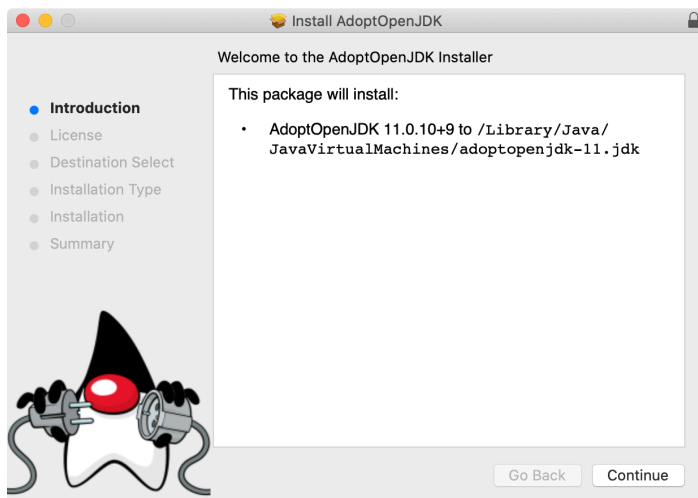 Install AdoptOpenJDK
Welcome to the AdoptOpenJDK Installer
Introduction
License
Destination Select
Installation Type
Installation
Summary
This package will install:
• AdoptOpenJDK 11.0.10+9 to /Library/Java/
JavaVirtualMachines/adoptopenjdk-11.jdk
Go Back
Continue